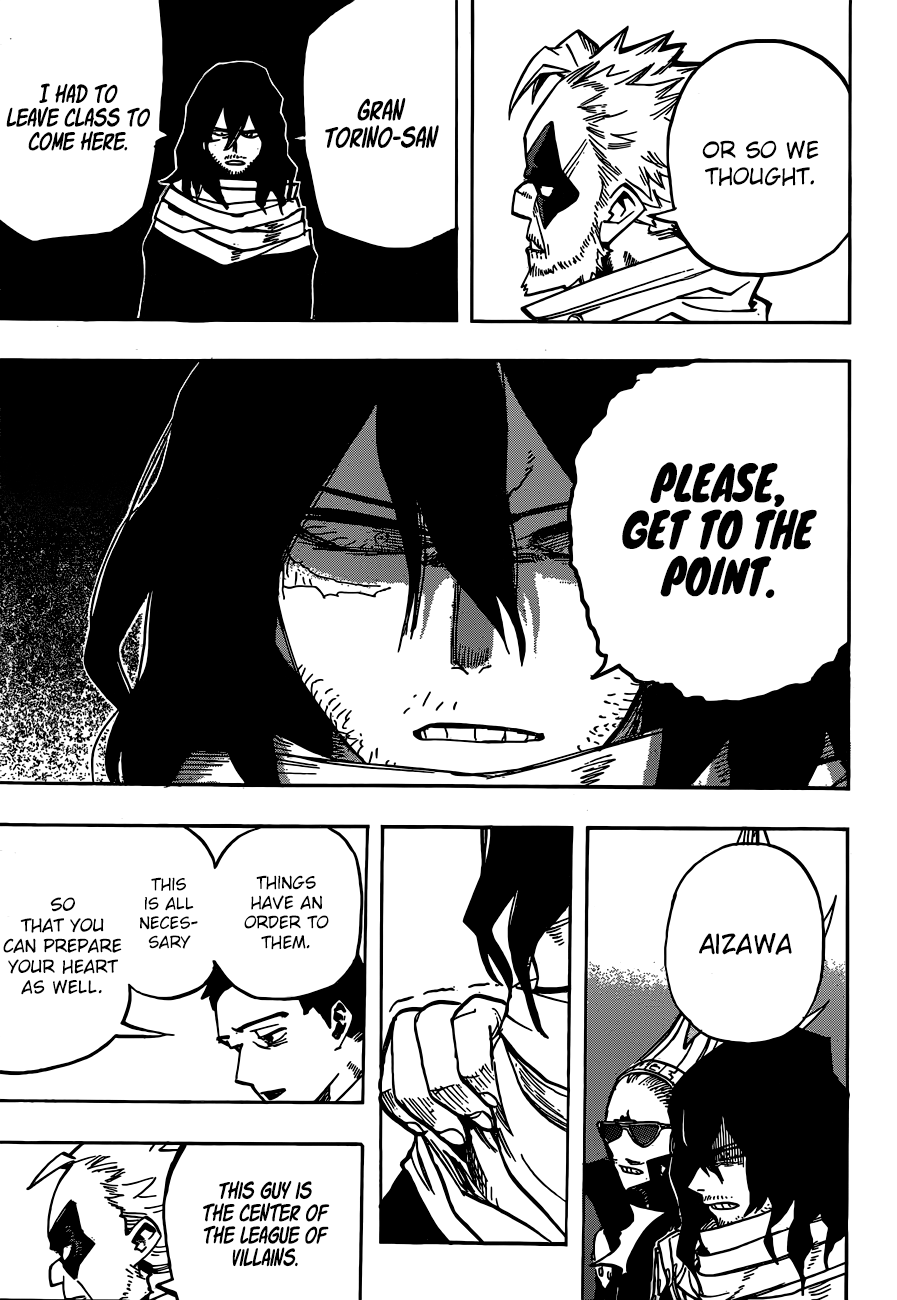 OR SO WE
THOUGHT.
GRAN
TORINO-SAN
I HAD TO
LEAVE CLASS TO
COME HERE.
PLEASE,
GET TO THE
POINT.
AIZAWA
THINGS
HAVE AN
ORDER TO
THEM.
THIS
IS ALL
NECES-
SARY
SO
THAT YOU
CAN PREPARE
YOUR HEART
AS WELL.
THIS GUY IS
THE CENTER OF
THE LEAGUE OF
VILLAINS.